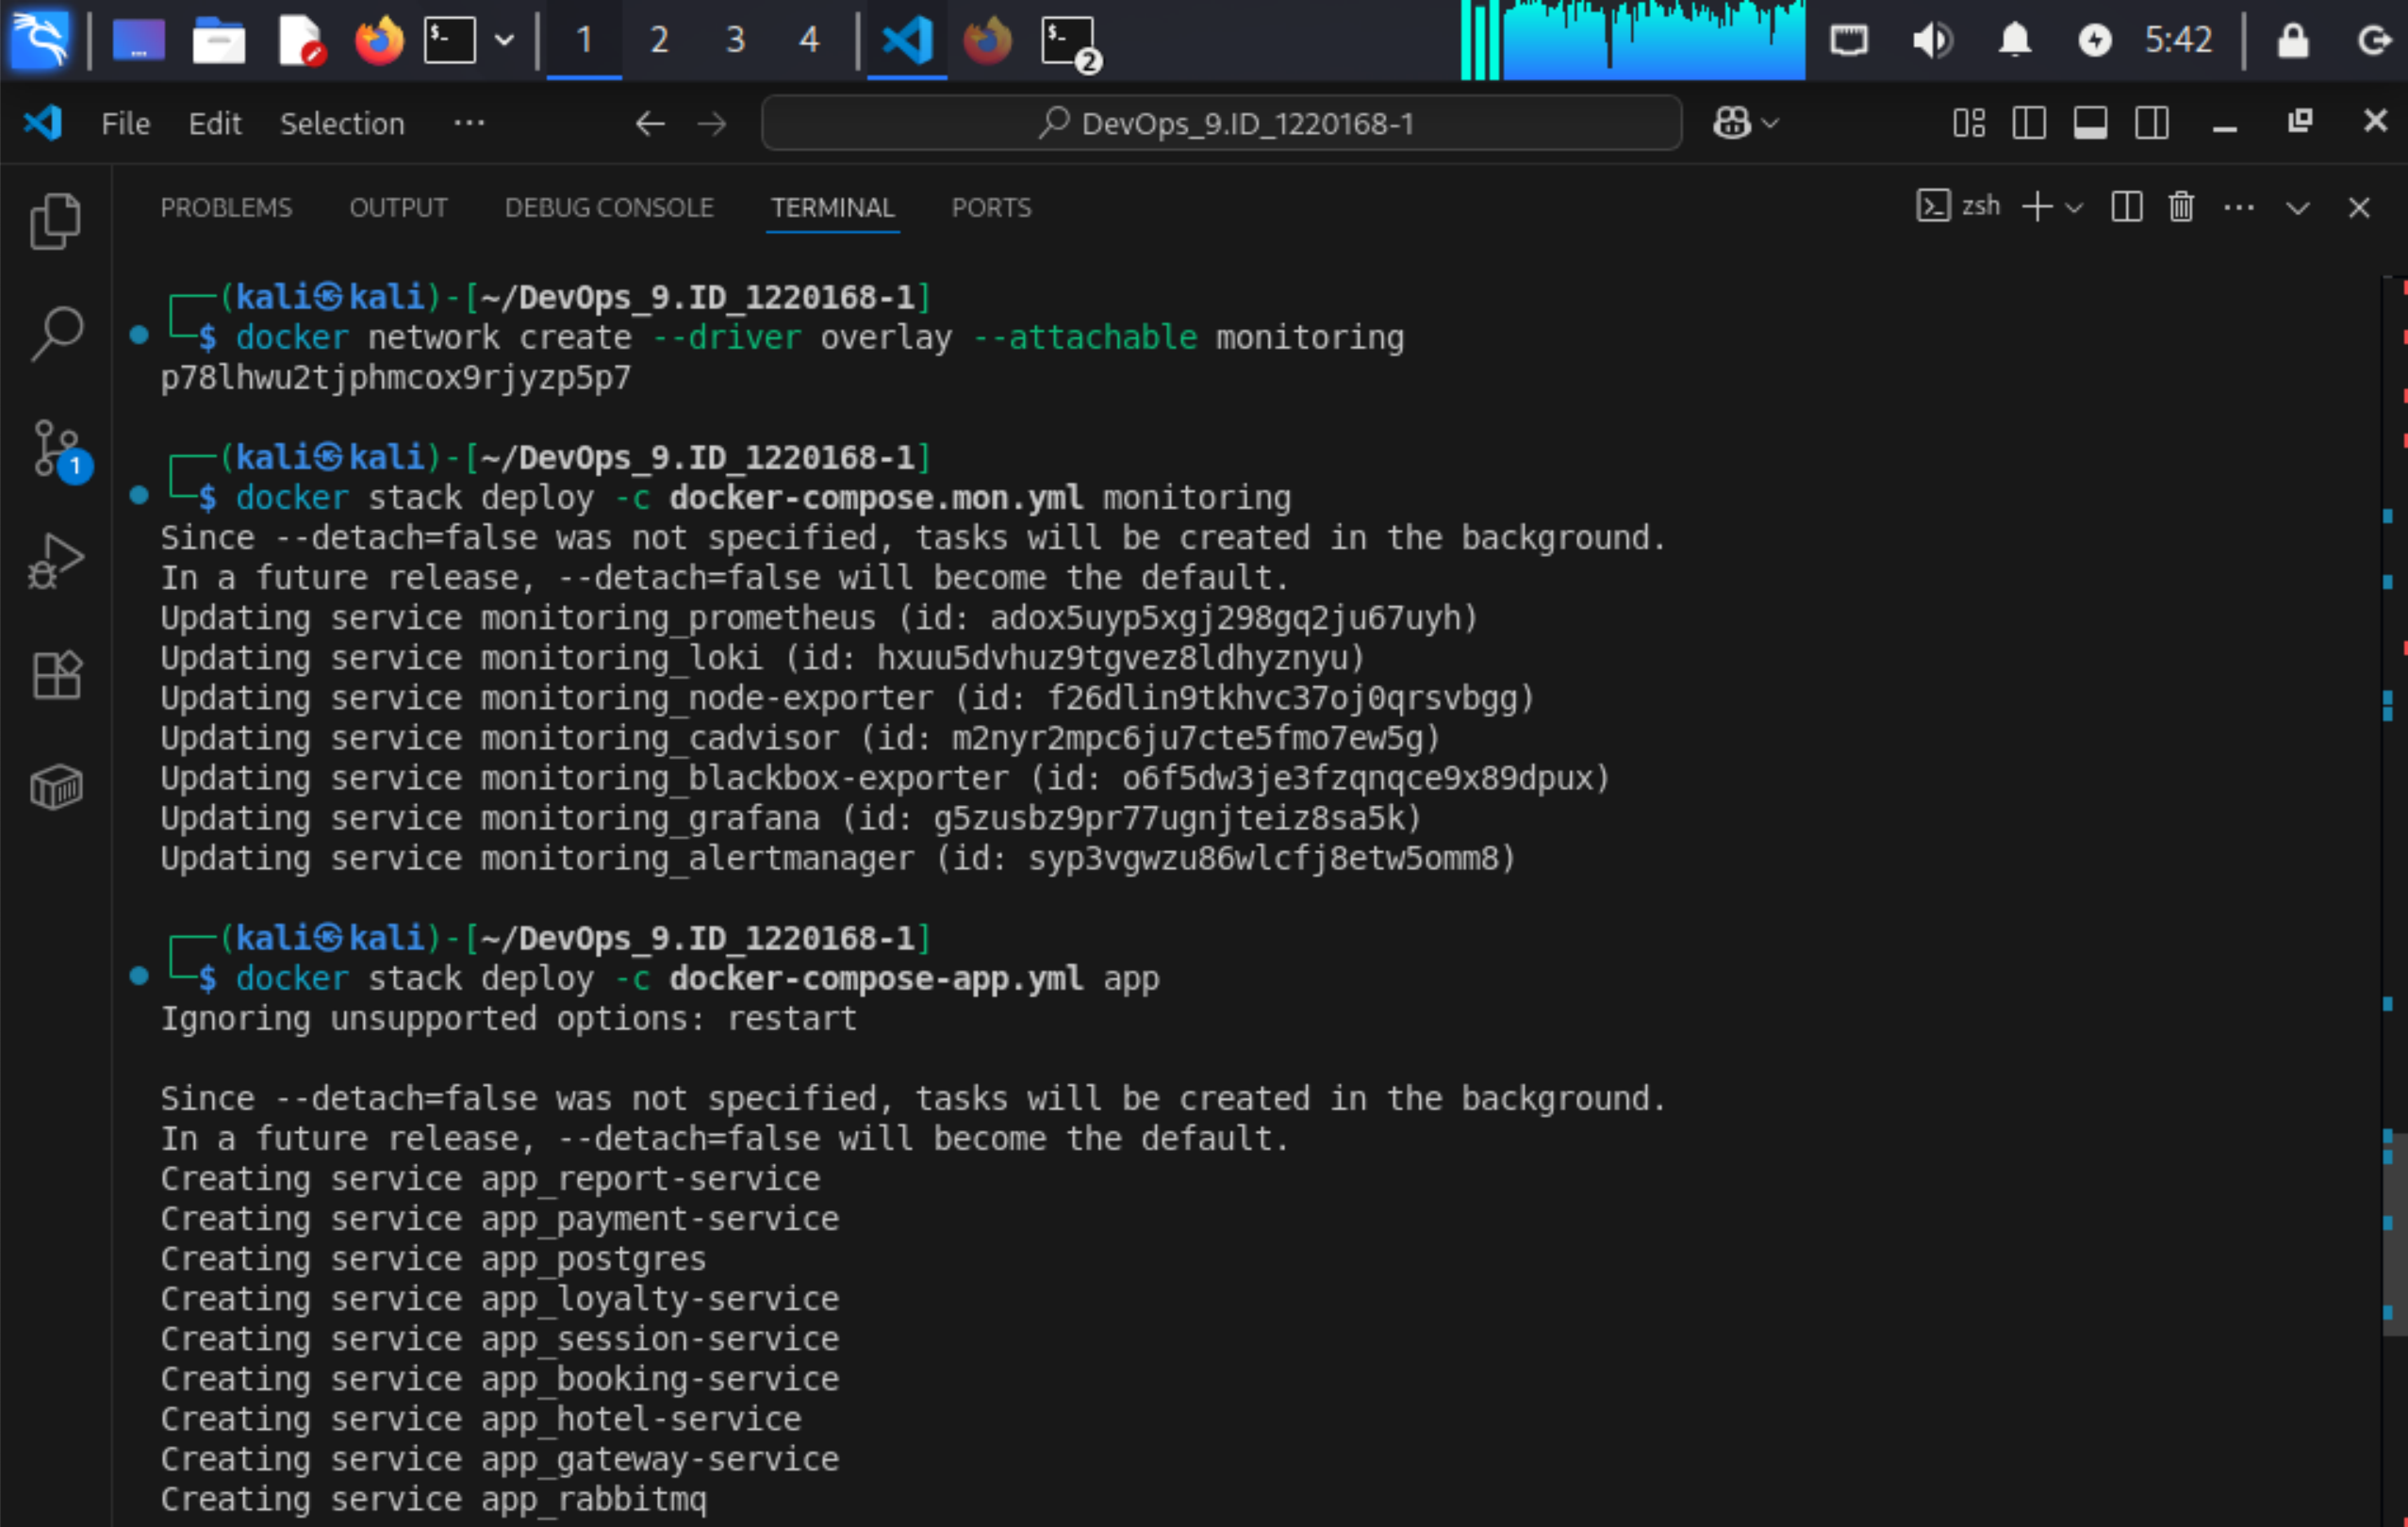 1 2 3 4 $- 2 5:42
File Edit Selection ··· DevOps_9.ID_1220168-1
PROBLEMS OUTPUT DEBUG CONSOLE TERMINAL PORTS zsh
1
┌──(kali㉿kali)-[~/DevOps_9.ID_1220168-1]
└─$ docker network create --driver overlay --attachable monitoring
p78lhwu2tjphmcox9rjyzp5p7
┌──(kali㉿kali)-[~/DevOps_9.ID_1220168-1]
└─$ docker stack deploy -c docker-compose.mon.yml monitoring
Since --detach=false was not specified, tasks will be created in the background.
In a future release, --detach=false will become the default.
Updating service monitoring_prometheus (id: adox5uyp5xgj298gq2ju67uyh)
Updating service monitoring_loki (id: hxuu5dvhuz9tgvez8ldhyznyu)
Updating service monitoring_node-exporter (id: f26dlin9tkhvc37oj0qrsvbgg)
Updating service monitoring_cadvisor (id: m2nyr2mpc6ju7cte5fmo7ew5g)
Updating service monitoring_blackbox-exporter (id: o6f5dw3je3fzqnqce9x89dpux)
Updating service monitoring_grafana (id: g5zusbz9pr77ugnjteiz8sa5k)
Updating service monitoring_alertmanager (id: syp3vgwzu86wlcfj8etw5omm8)
┌──(kali㉿kali)-[~/DevOps_9.ID_1220168-1]
└─$ docker stack deploy -c docker-compose-app.yml app
Ignoring unsupported options: restart
Since --detach=false was not specified, tasks will be created in the background.
In a future release, --detach=false will become the default.
Creating service app_report-service
Creating service app_payment-service
Creating service app_postgres
Creating service app_loyalty-service
Creating service app_session-service
Creating service app_booking-service
Creating service app_hotel-service
Creating service app_gateway-service
Creating service app_rabbitmq